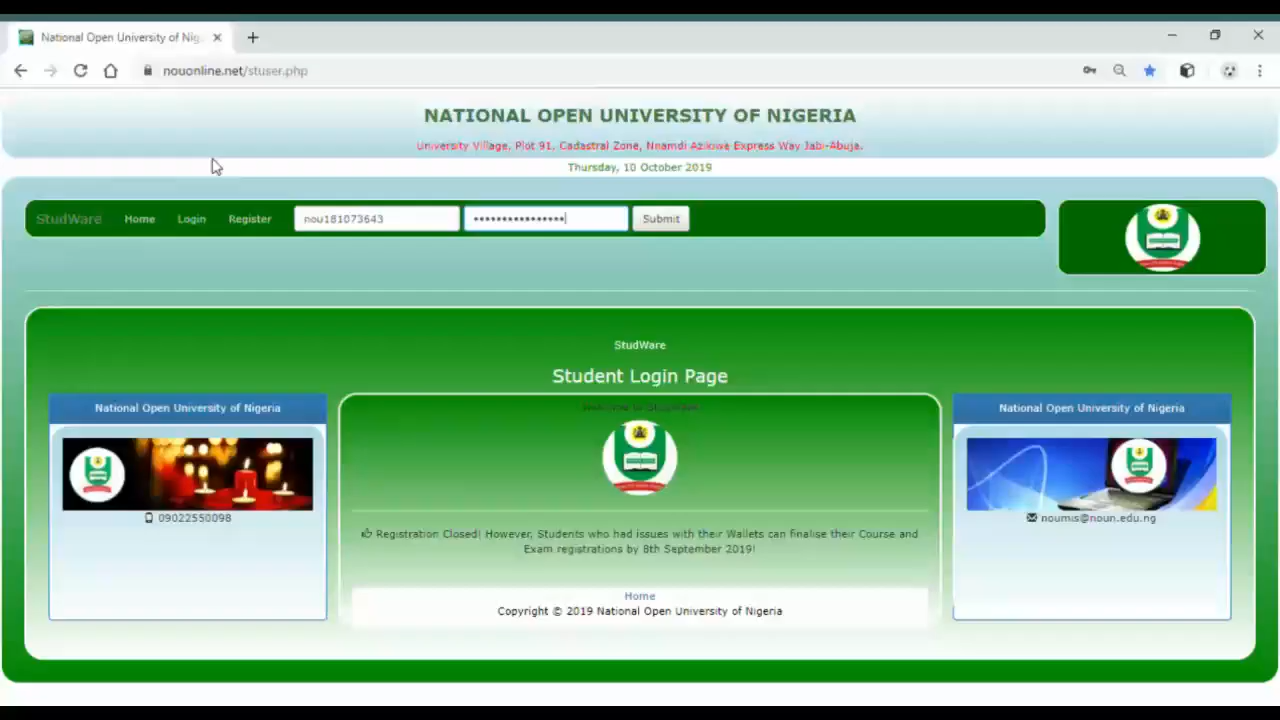 National Open University of Nig
nouonline.net/stuser.php
NATIONAL OPEN UNIVERSITY OF NIGERIA
University Village, Plot 91, Cadastral Zone, Nnamdi Azikiwe Express Way Jabi-Abuja.
Thursday, 10 October 2019
StudWare Home Login Register nou181073643 •••••••••••••••• Submit
StudWare
Student Login Page
National Open University of Nigeria
09022550098
Welcome to StudWare
Registration Closed! However, Students who had issues with their Wallets can finalise their Course and
Exam registrations by 8th September 2019!
Home
Copyright © 2019 National Open University of Nigeria
National Open University of Nigeria
noumis@noun.edu.ng